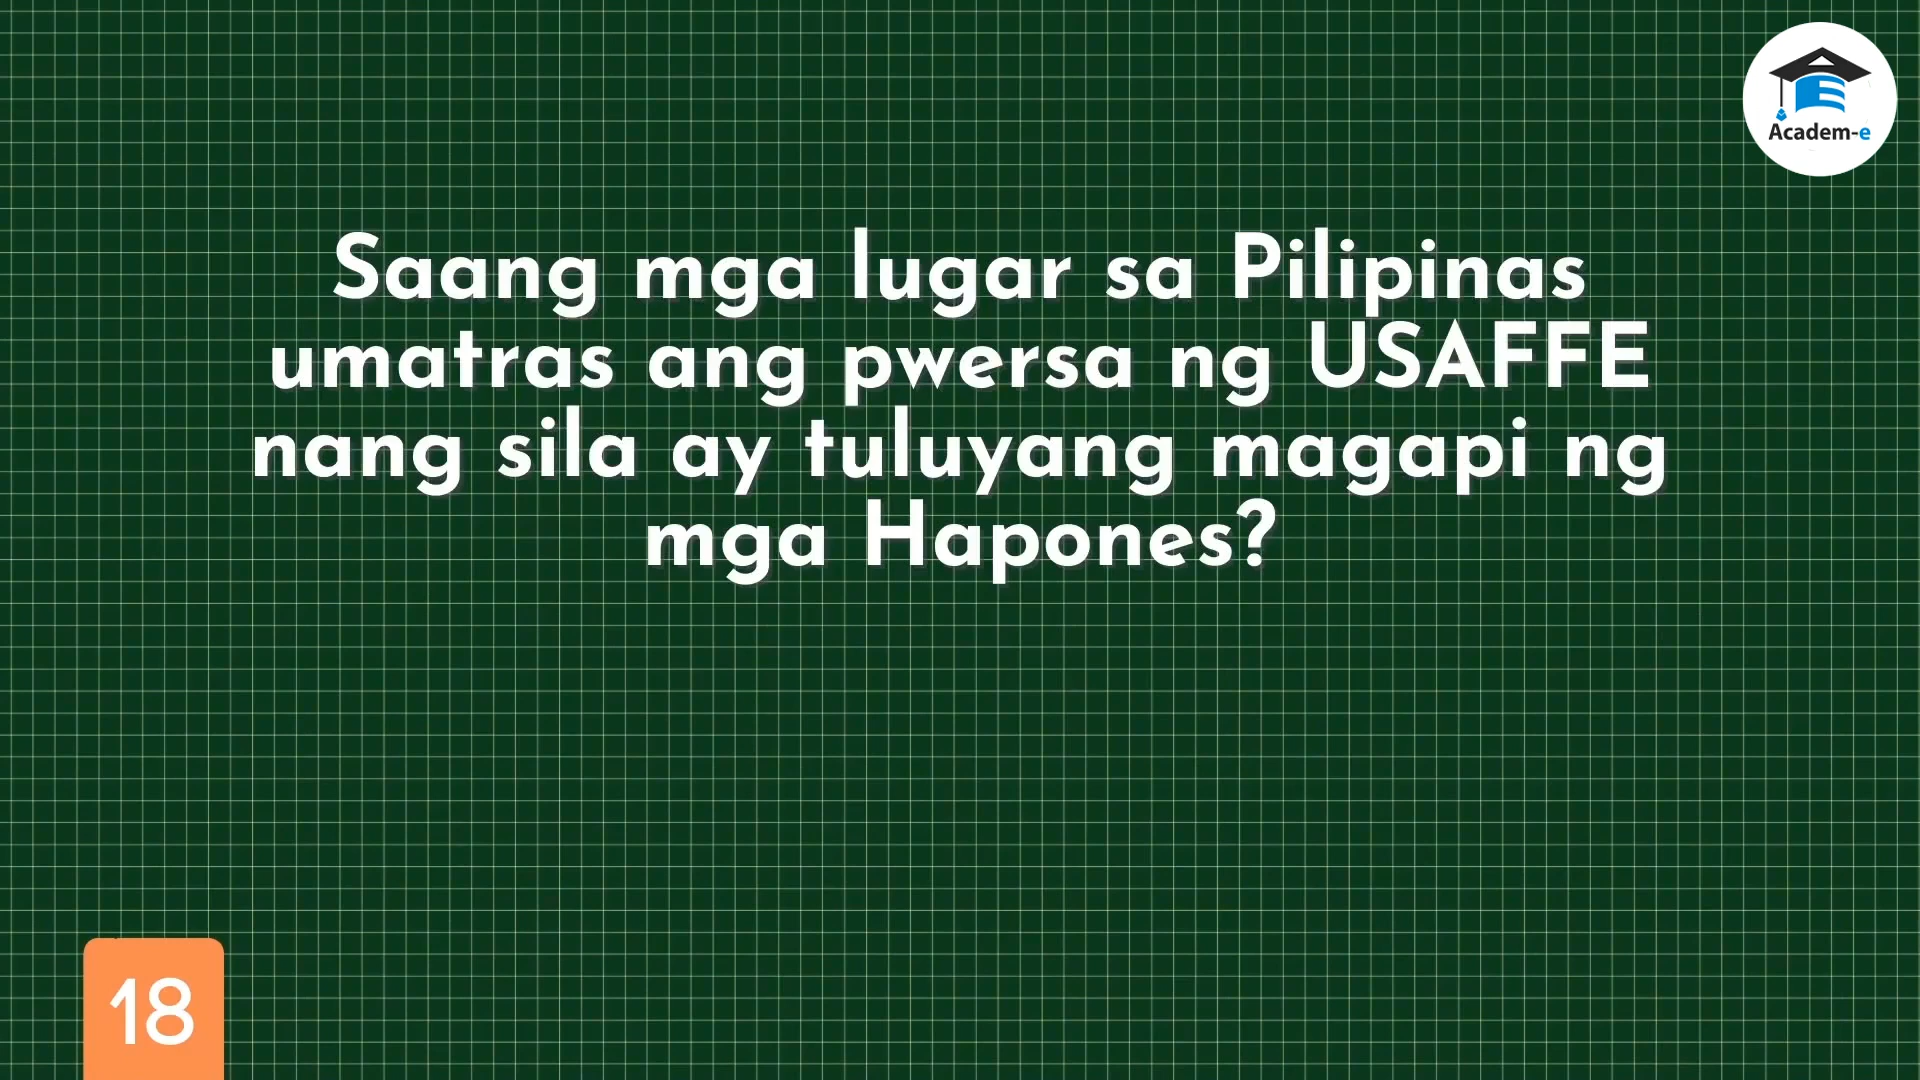 Academ-e
Saang mga lugar sa Pilipinas
umatras ang pwersa ng USAFFE
nang sila ay tuluyang magapi ng
mga Hapones?
18